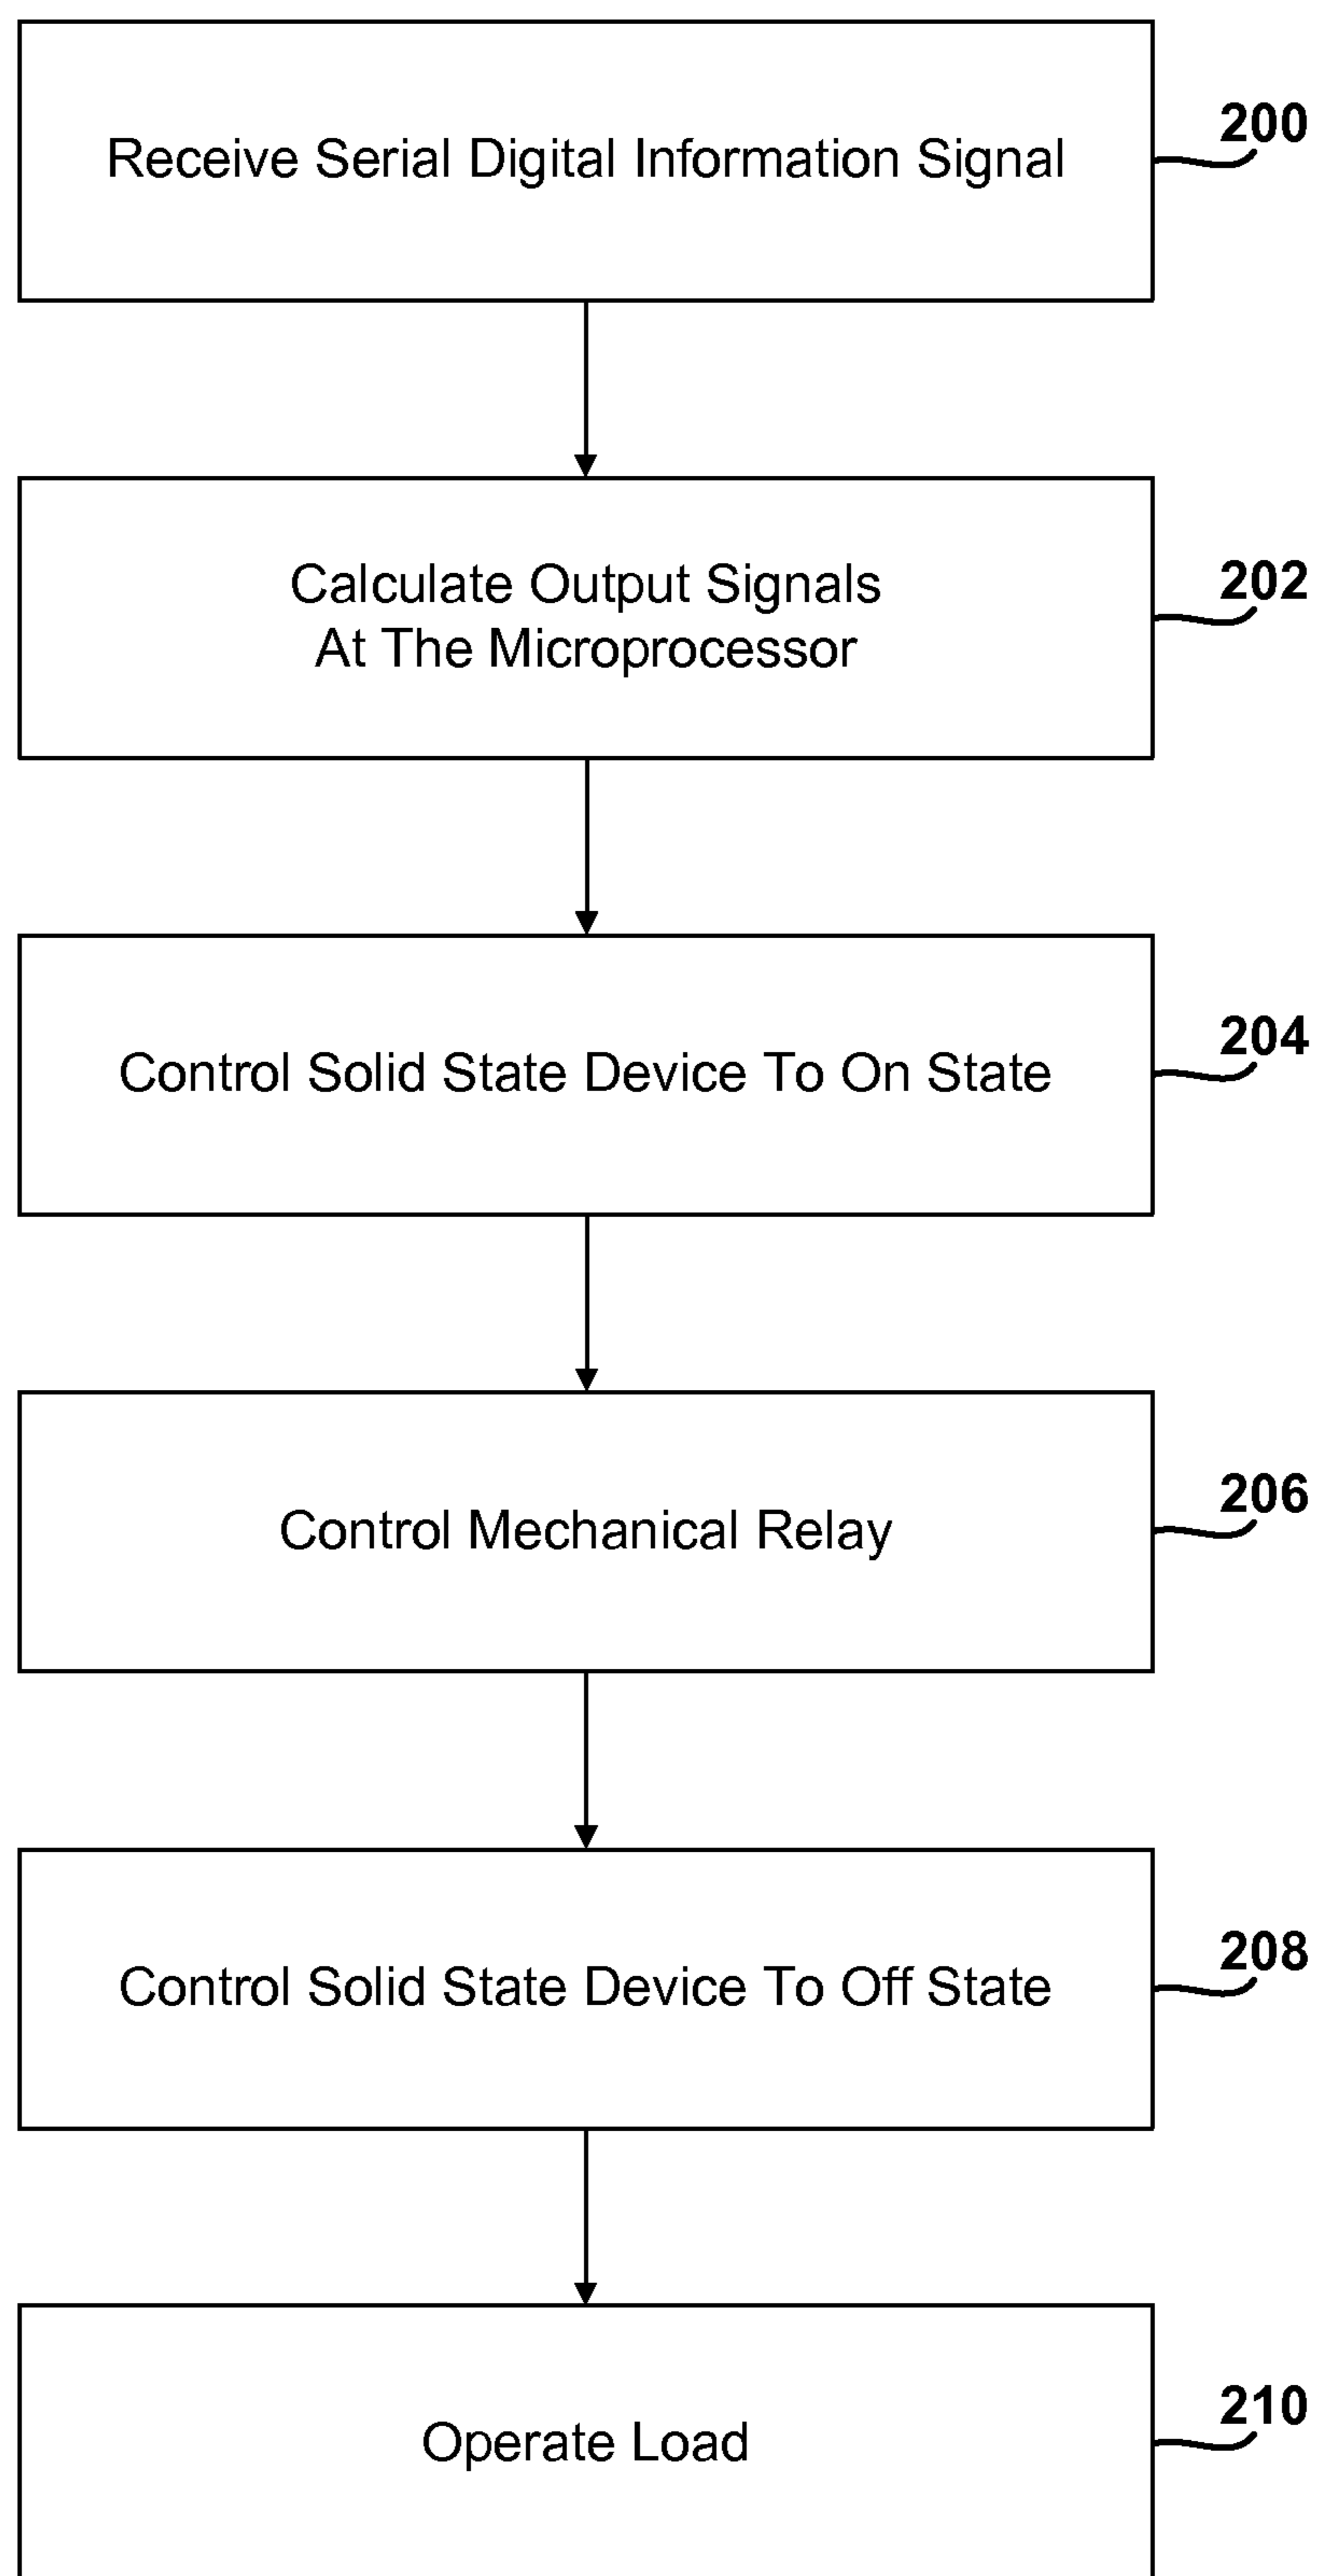 Receive Serial Digital Information Signal
200
Calculate Output Signals
At The Microprocessor
202
Control Solid State Device To On State
204
Control Mechanical Relay
206
Control Solid State Device To Off State
208
Operate Load
210